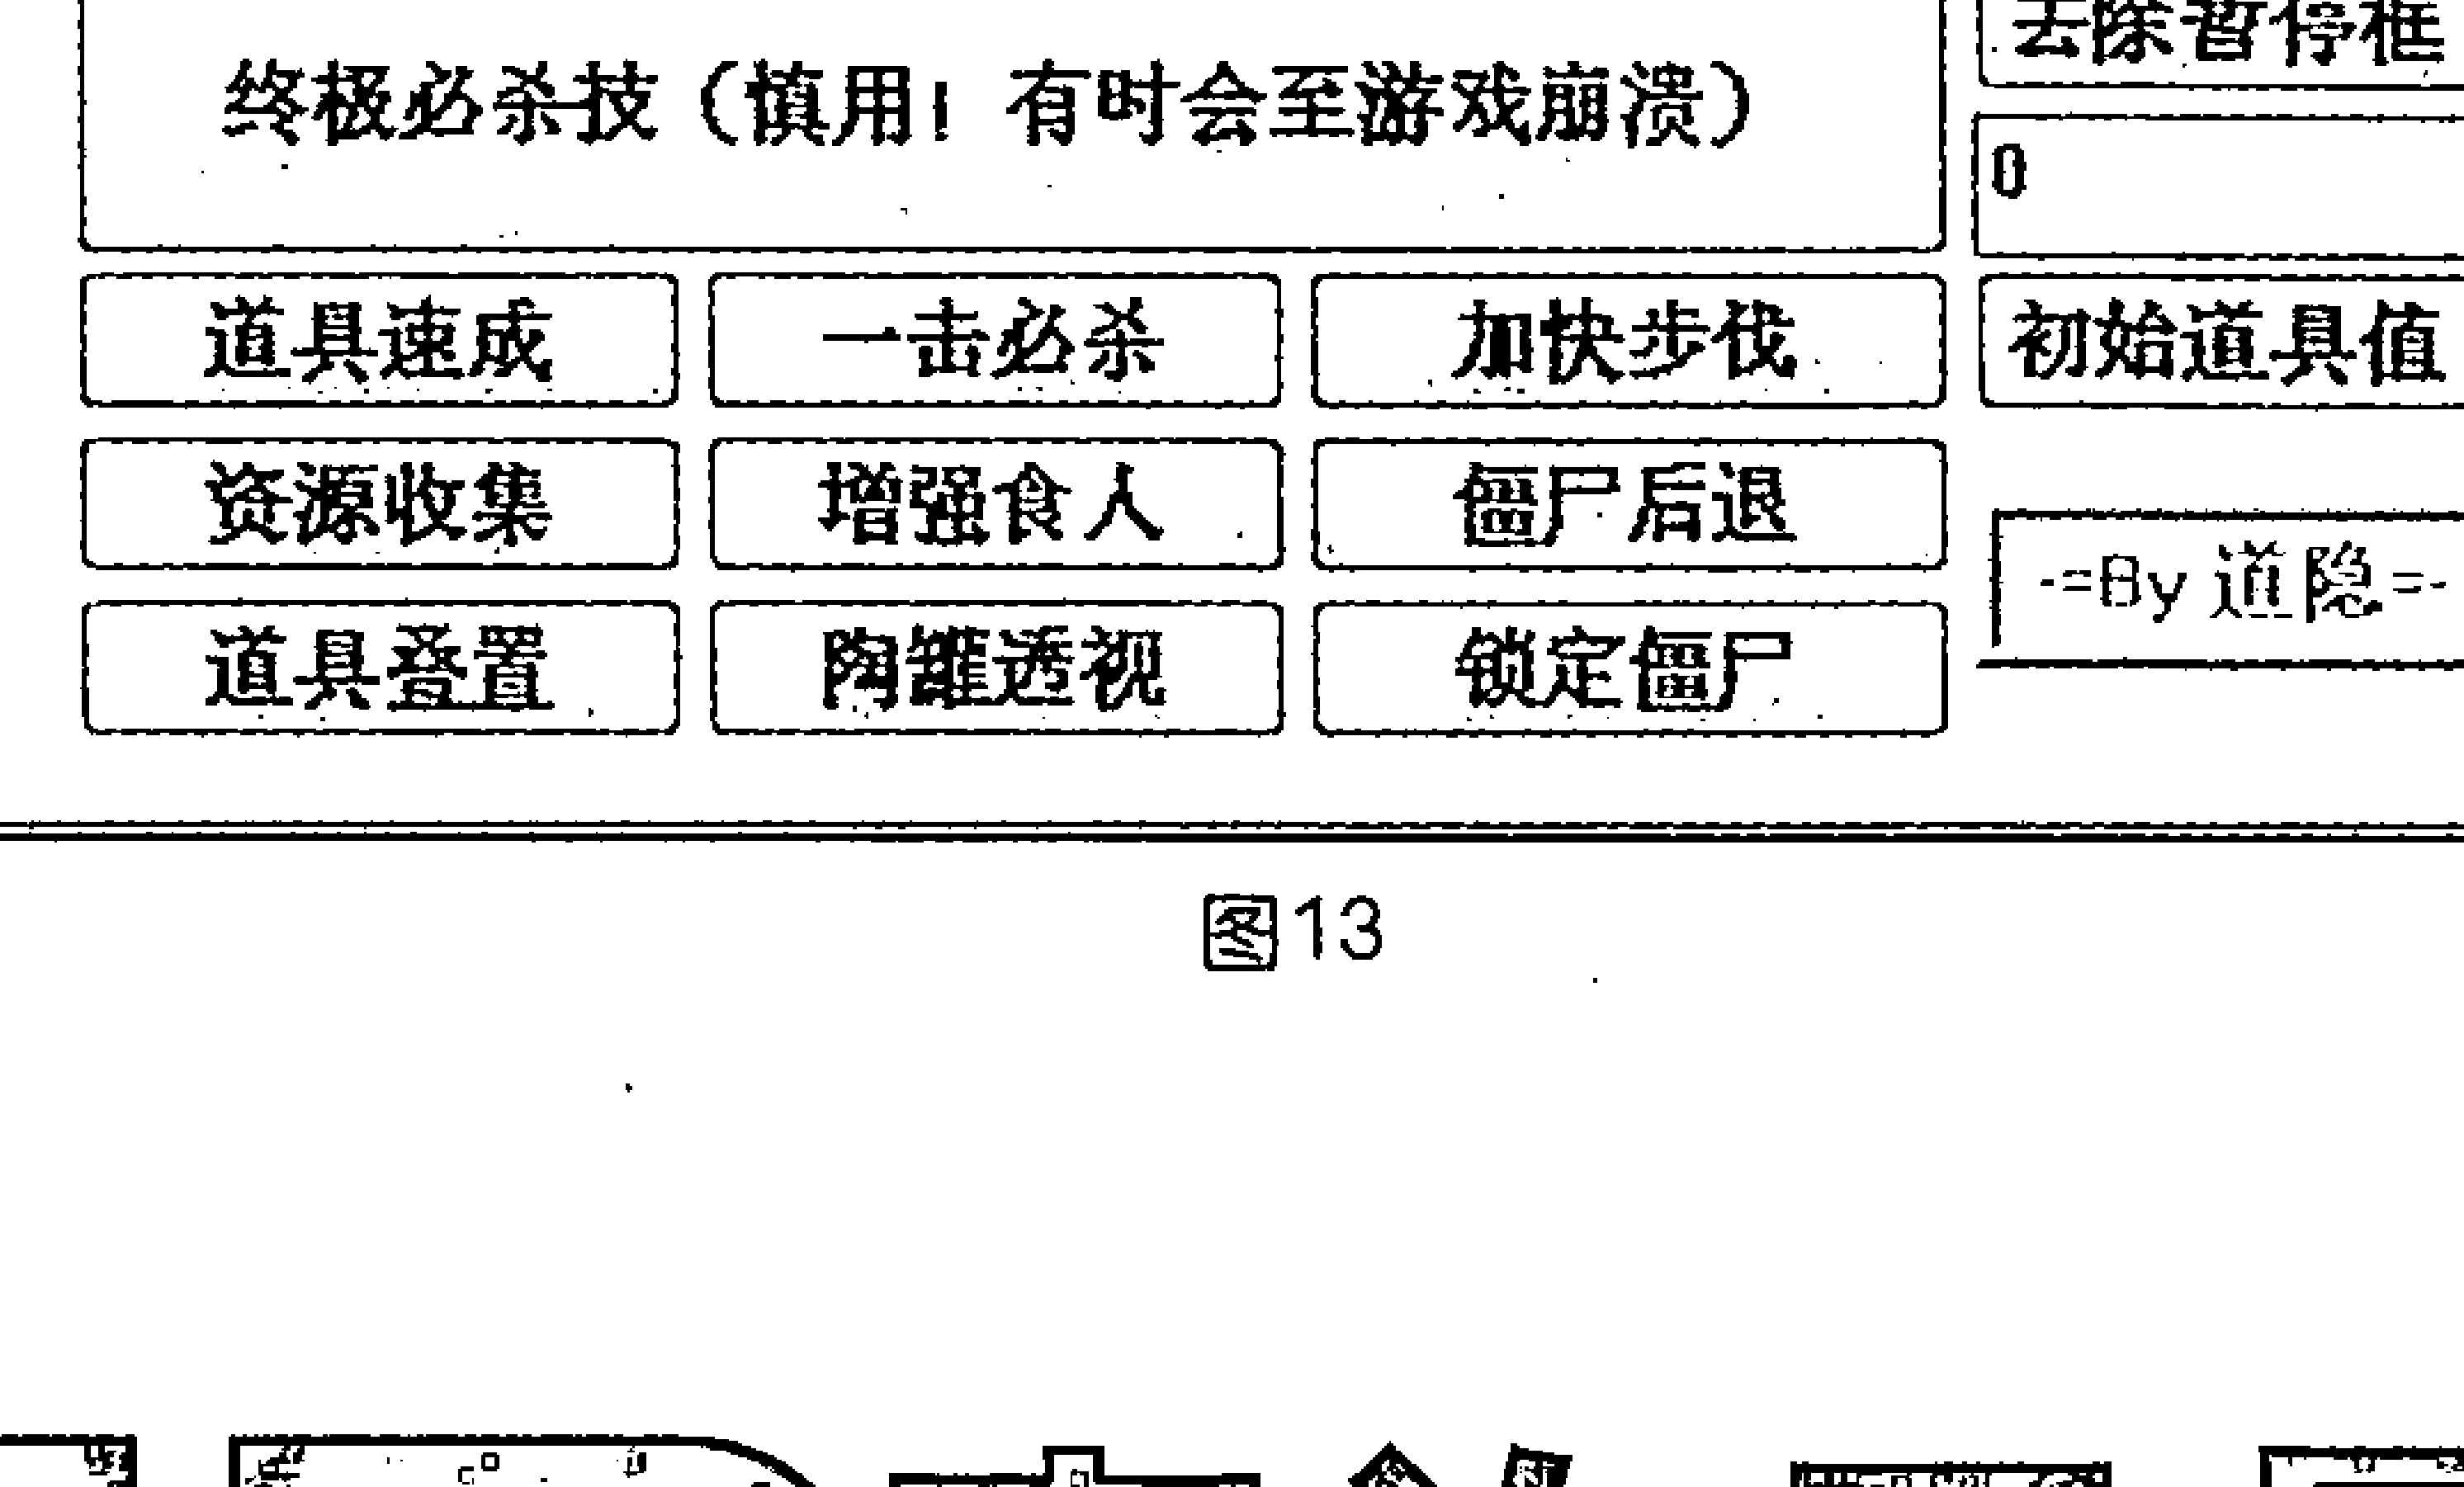 去除暂停框
终极必杀技（慎用！有时会至游戏崩溃）
0
道具速成 一击必杀 加快步伐 初始道具值
资源收集 增强食人 僵尸后退
-=By 道隐=-
道具叠置 陶罐透视 锁定僵尸
图13